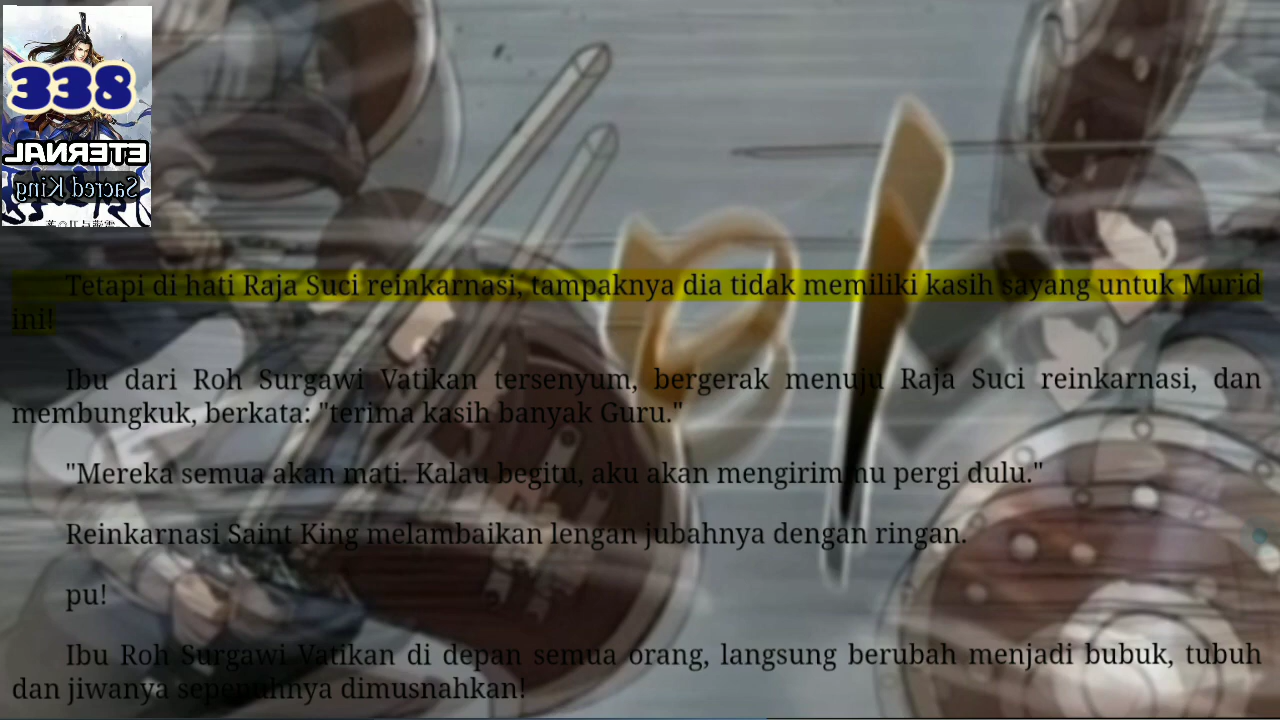 338
ETERNAL
Sacred King
Tetapi di hati Raja Suci reinkarnasi, tampaknya dia tidak memiliki kasih sayang untuk Murid
ini!
Ibu dari Roh Surgawi Vatikan tersenyum, bergerak menuju Raja Suci reinkarnasi, dan
membungkuk, berkata: "terima kasih banyak Guru."
"Mereka semua akan mati. Kalau begitu, aku akan mengirimmu pergi dulu."
Reinkarnasi Saint King melambaikan lengan jubahnya dengan ringan.
pu!
Ibu Roh Surgawi Vatikan di depan semua orang, langsung berubah menjadi bubuk, tubuh
dan jiwanya sepenuhnya dimusnahkan!